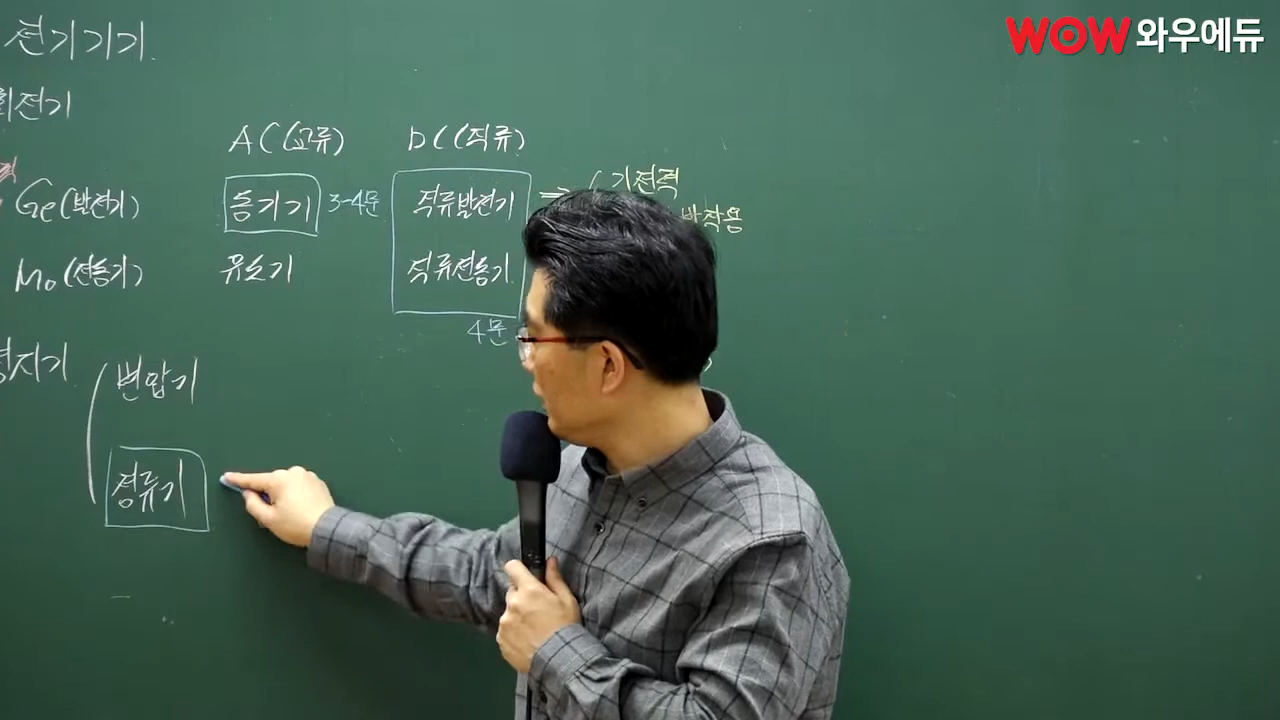 전기기기
WOW 와우에듀
회전기
AC (교류) DC (직류)
Ge (발전기) 동기기 3-4문 직류발전기 ⇒ ( 기전력
반작용
Mo (전동기) 유도기 직류전동기
4문
정지기 ( 변압기
정류기